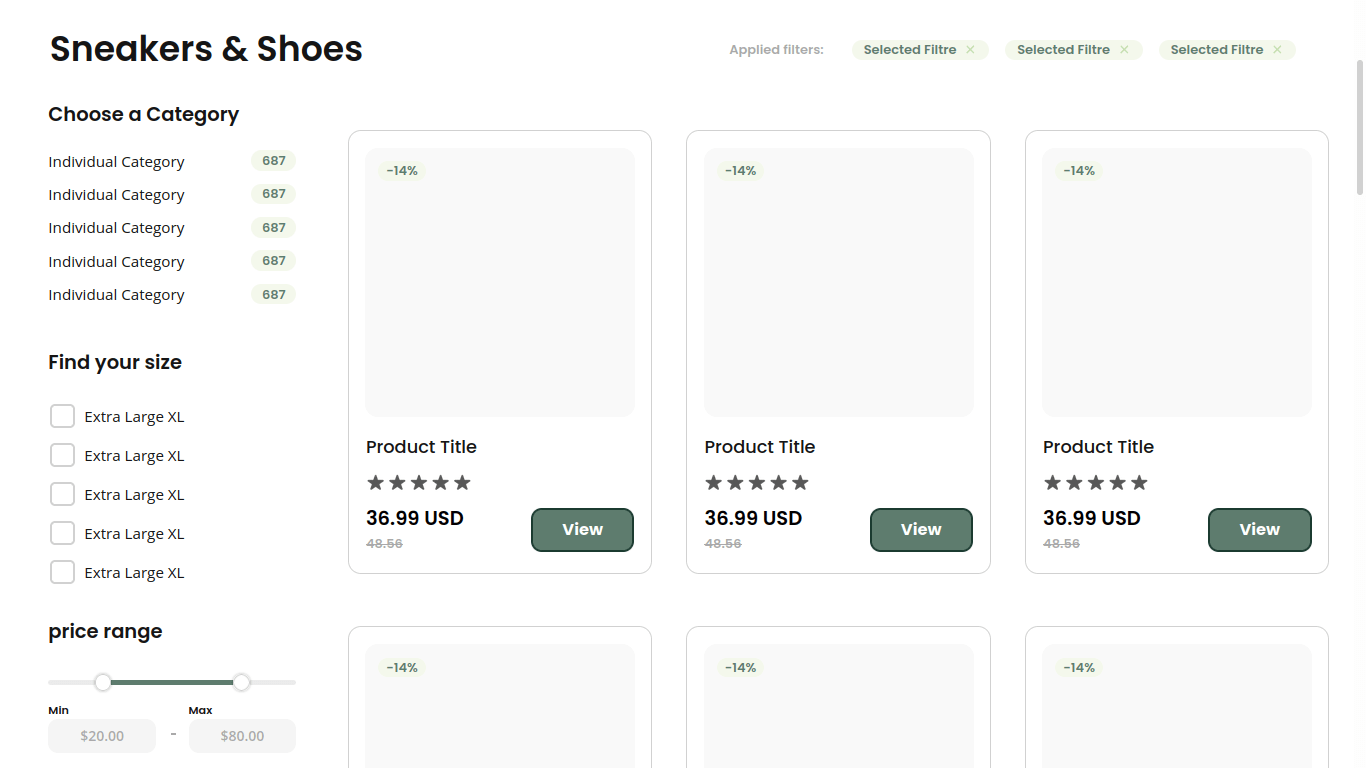 Sneakers & Shoes
Applied filters:
Selected Filtre ×
Selected Filtre ×
Selected Filtre ×
Choose a Category
Individual Category 687
Individual Category 687
Individual Category 687
Individual Category 687
Individual Category 687
Find your size
Extra Large XL
Extra Large XL
Extra Large XL
Extra Large XL
Extra Large XL
price range
Min
Max
$20.00 - $80.00
-14%
Product Title
36.99 USD
48.56
View
-14%
Product Title
36.99 USD
48.56
View
-14%
Product Title
36.99 USD
48.56
View
-14%
-14%
-14%